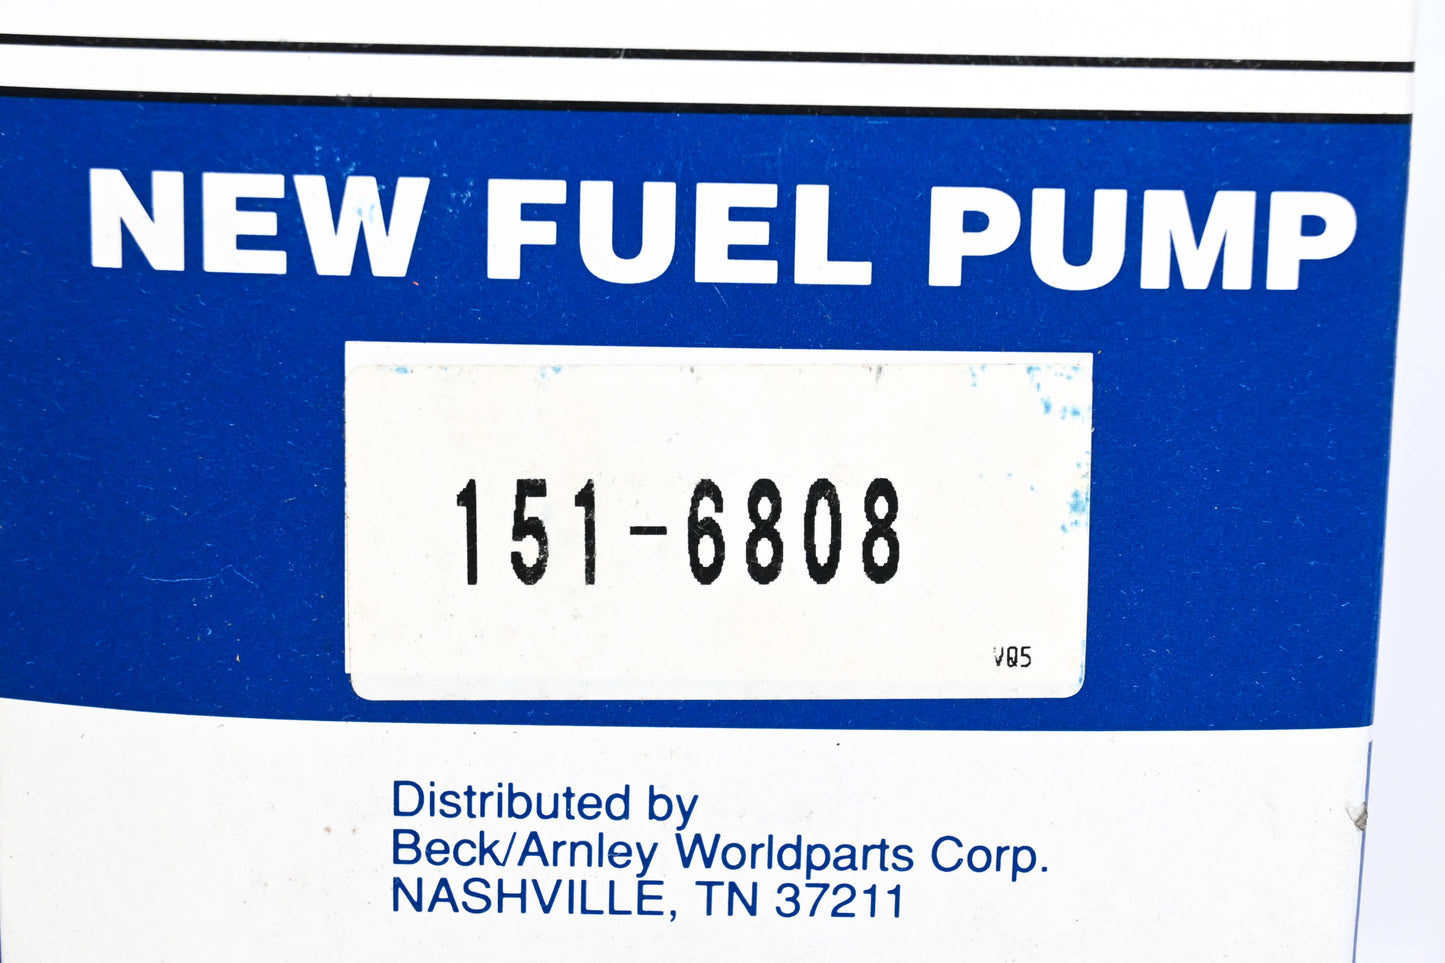 NEW FUEL PUMP
151-6808
VQ5
Distributed by
Beck/Arnley Worldparts Corp.
NASHVILLE, TN 37211